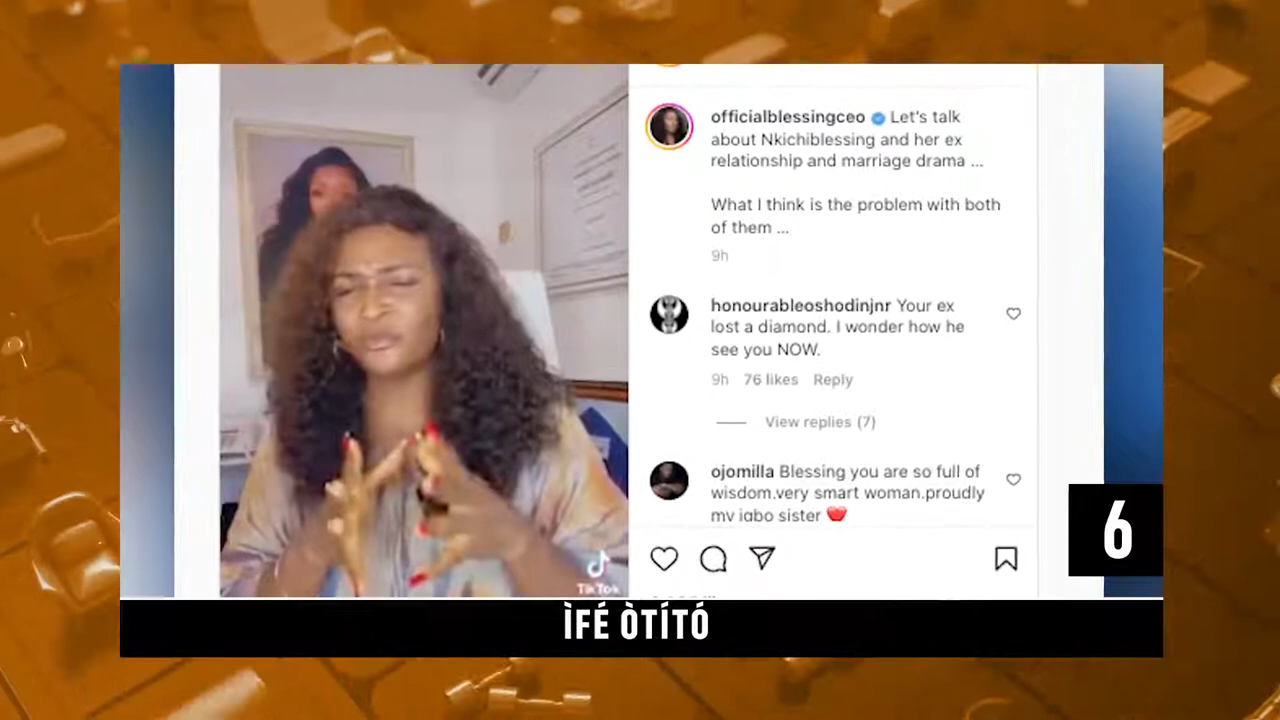 officialblessingceo Let's talk
about Nkichiblessing and her ex
relationship and marriage drama ...
What I think is the problem with both
of them ...
9h
honourableoshodinjnr Your ex
lost a diamond. I wonder how he
see you NOW.
9h 76 likes Reply
View replies (7)
ojomilla Blessing you are so full of
wisdom.very smart woman.proudly
my igbo sister ❤️
TikTok
6
ÌFÉ ÒTÍTÓ